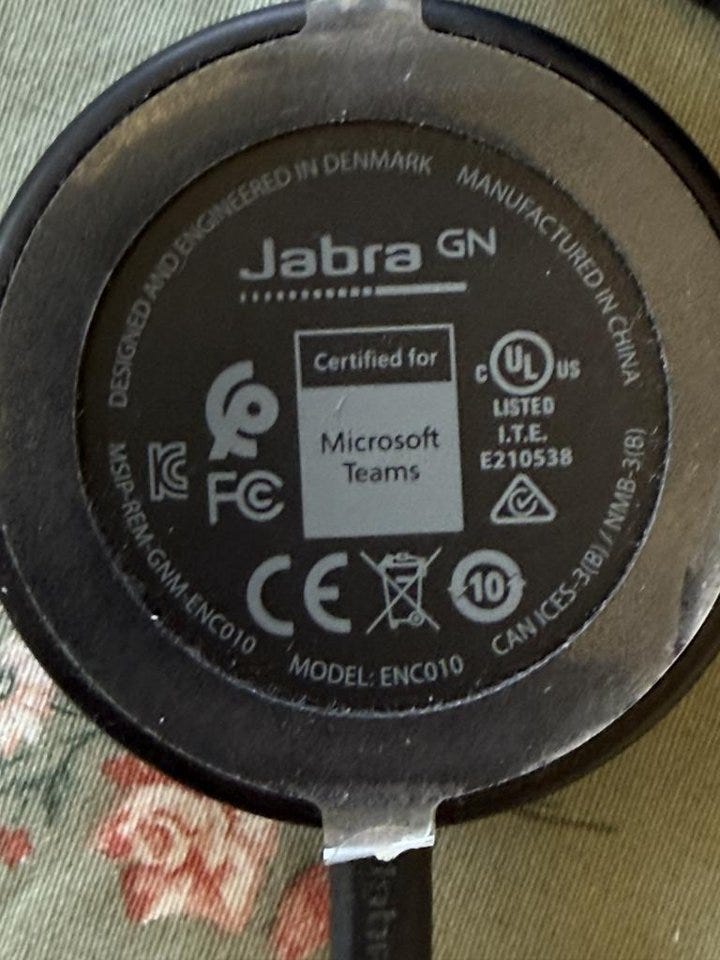 DESIGNED AND ENGINEERED IN DENMARK
MANUFACTURED IN CHINA
Jabra GN
Certified for
Microsoft
Teams
C UL US
LISTED
I.T.E.
E210538
FC
CE
10
MSIP-REM-GNM-ENC010
MODEL: ENC010
CAN ICES-3(B) / NMB-3(B)
Jabra